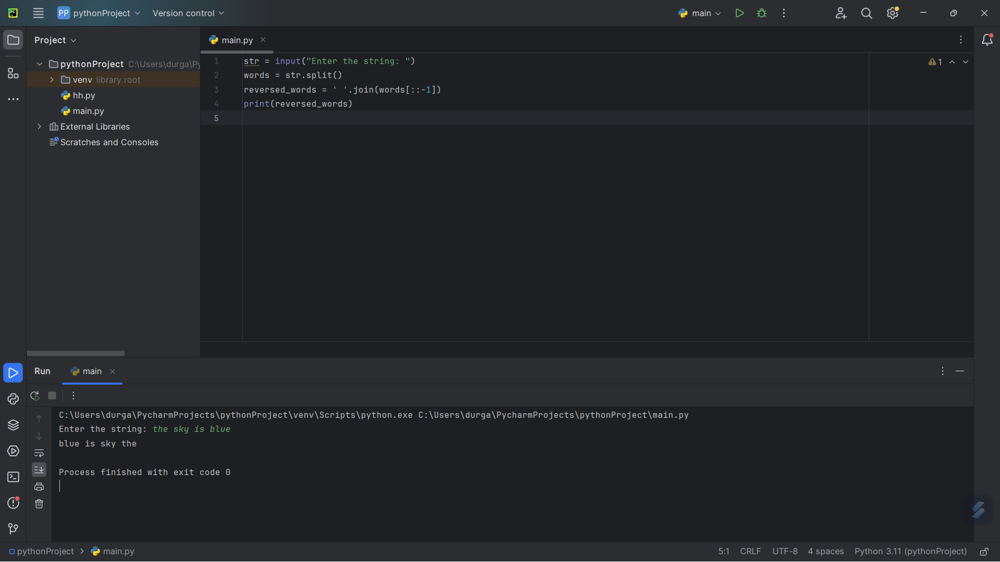 PC
PP pythonProject
Version control
main
Project
main.py
pythonProject C:\Users\durga\Py
venv library root
hh.py
main.py
External Libraries
Scratches and Consoles
1 str = input("Enter the string: ")
2 words = str.split()
3 reversed_words = ' '.join(words[::-1])
4 print(reversed_words)
5
1
Run
main
C:\Users\durga\PycharmProjects\pythonProject\venv\Scripts\python.exe C:\Users\durga\PycharmProjects\pythonProject\main.py
Enter the string: the sky is blue
blue is sky the
Process finished with exit code 0
pythonProject > main.py
5:1 CRLF UTF-8 4 spaces Python 3.11 (pythonProject)